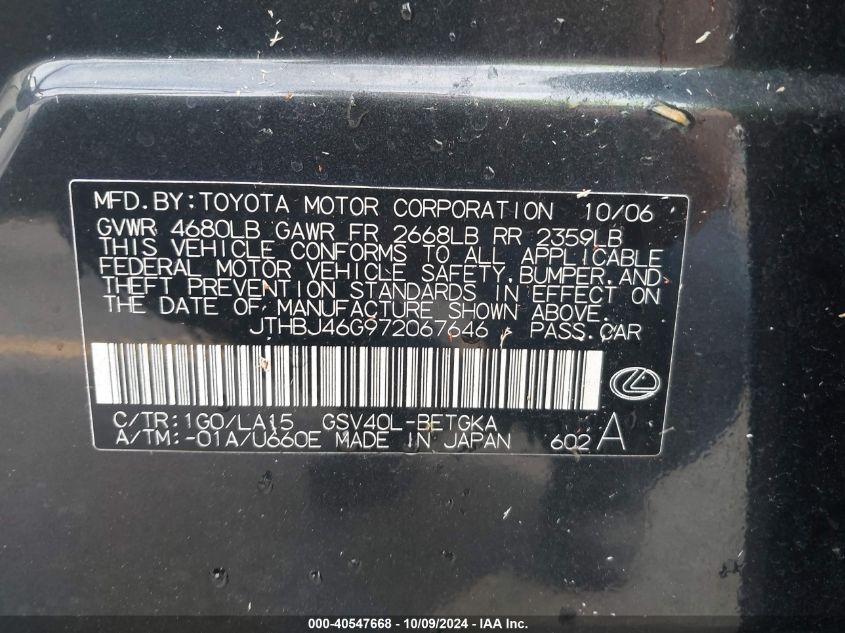 MFD.BY:TOYOTA MOTOR CORPORATION 10/06
GVWR 4680LB GAWR FR 2668LB RR 2359LB
THIS VEHICLE CONFORMS TO ALL APPLICABLE
FEDERAL MOTOR VEHICLE SAFETY,BUMPER,AND
THEFT PREVENTION STANDARDS IN EFFECT ON
THE DATE OF MANUFACTURE SHOWN ABOVE.
JTHBJ46G972067646 PASS.CAR
C/TR:1G0/LA15 GSV40L-BETGKA
A/TM:-01A/U660E MADE IN JAPAN 602 A
000-40547668 - 10/09/2024 - IAA Inc.